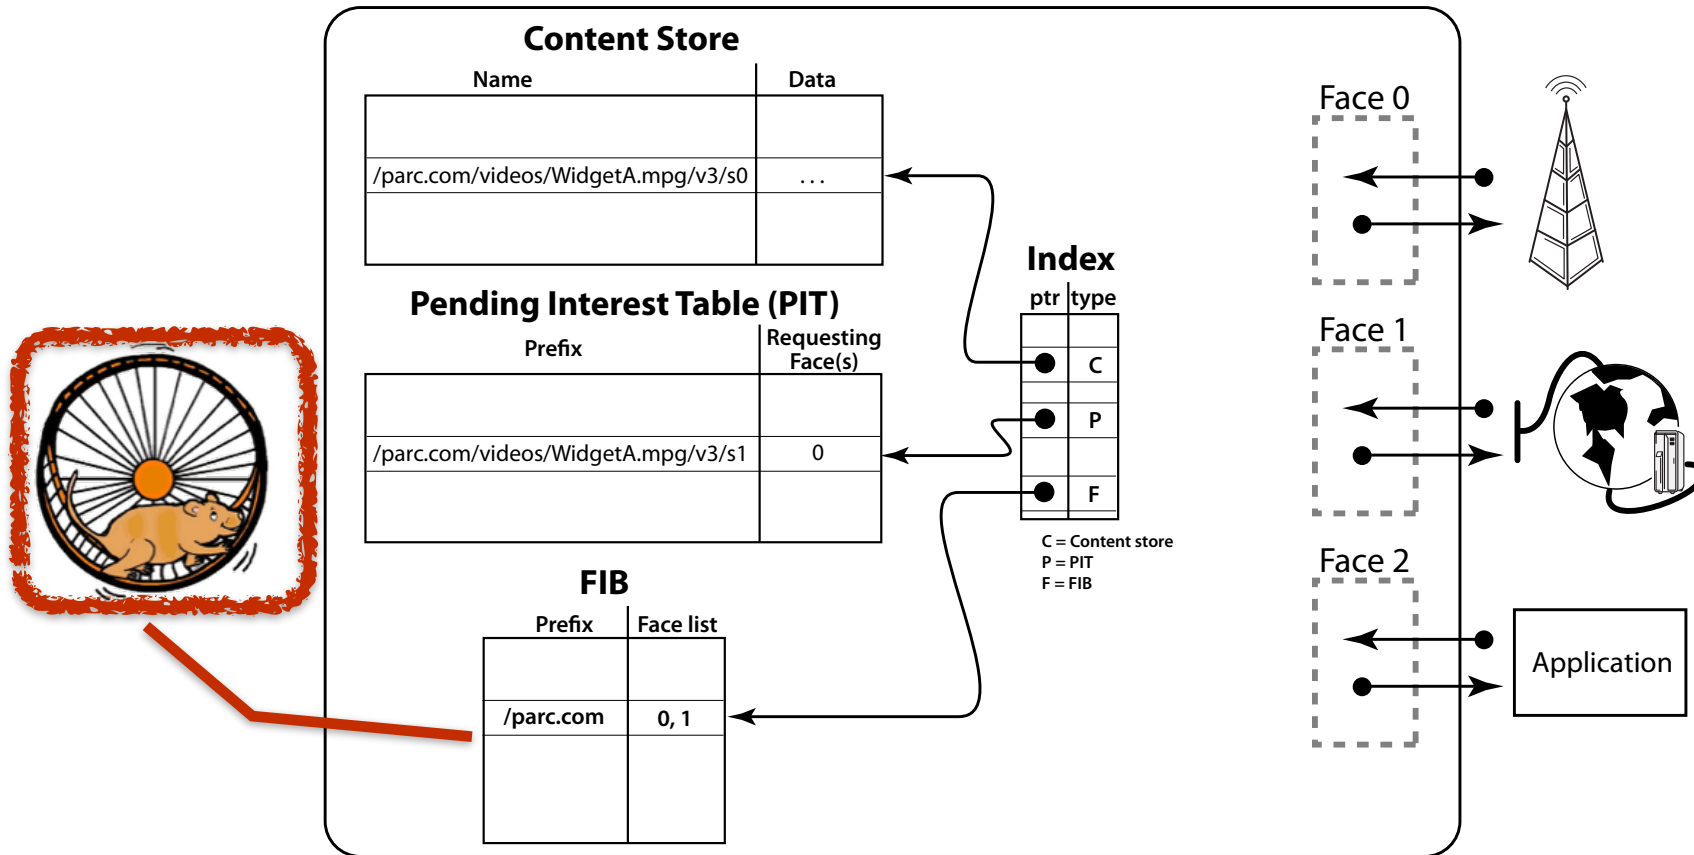 Content Store
Name Data
/parc.com/videos/WidgetA.mpg/v3/s0 ...
Pending Interest Table (PIT)
Prefix Requesting Face(s)
/parc.com/videos/WidgetA.mpg/v3/s1 0
FIB
Prefix Face list
/parc.com 0, 1
Index
ptr type
C
P
F
C = Content store
P = PIT
F = FIB
Face 0
Face 1
Face 2
Application